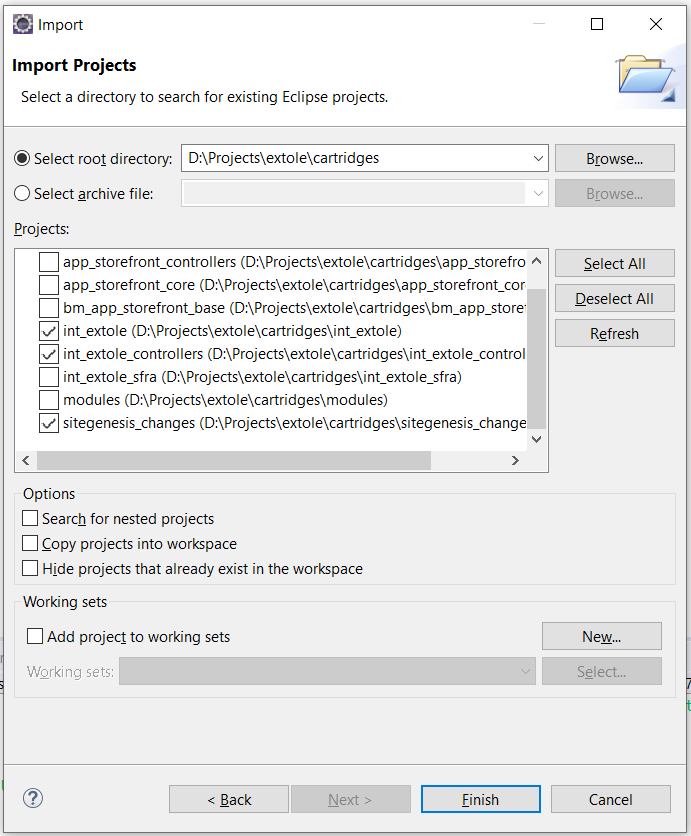 Import
Import Projects
Select a directory to search for existing Eclipse projects.
Select root directory: D:\Projects\extole\cartridges Browse...
Select archive file: Browse...
Projects:
app_storefront_controllers (D:\Projects\extole\cartridges\app_storefro
app_storefront_core (D:\Projects\extole\cartridges\app_storefront_cor
bm_app_storefront_base (D:\Projects\extole\cartridges\bm_app_storef
int_extole (D:\Projects\extole\cartridges\int_extole)
int_extole_controllers (D:\Projects\extole\cartridges\int_extole_control
int_extole_sfra (D:\Projects\extole\cartridges\int_extole_sfra)
modules (D:\Projects\extole\cartridges\modules)
sitegenesis_changes (D:\Projects\extole\cartridges\sitegenesis_change
Select All
Deselect All
Refresh
Options
Search for nested projects
Copy projects into workspace
Hide projects that already exist in the workspace
Working sets
Add project to working sets New...
Working sets: Select...
? < Back Next > Finish Cancel